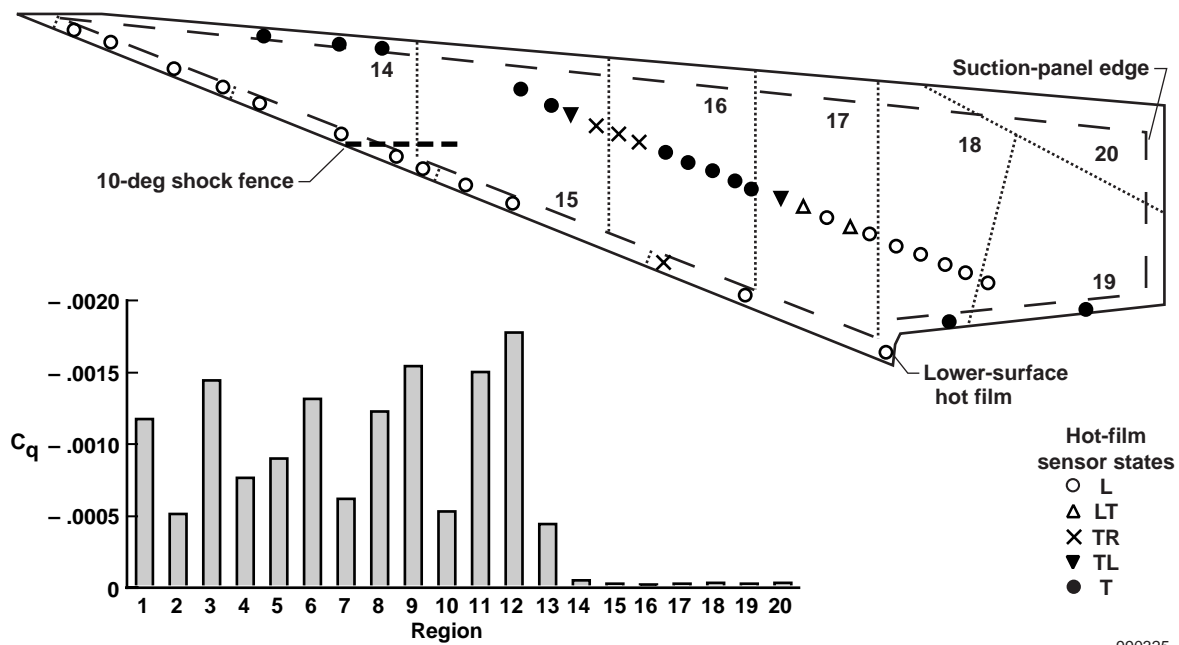 14
16
17
18
20
Suction-panel edge
10-deg shock fence
15
19
Lower-surface
hot film
– .0020
– .0015
– .0010
– .0005
0
Cq
1 2 3 4 5 6 7 8 9 10 11 12 13 14 15 16 17 18 19 20
Region
Hot-film
sensor states
L
LT
TR
TL
T